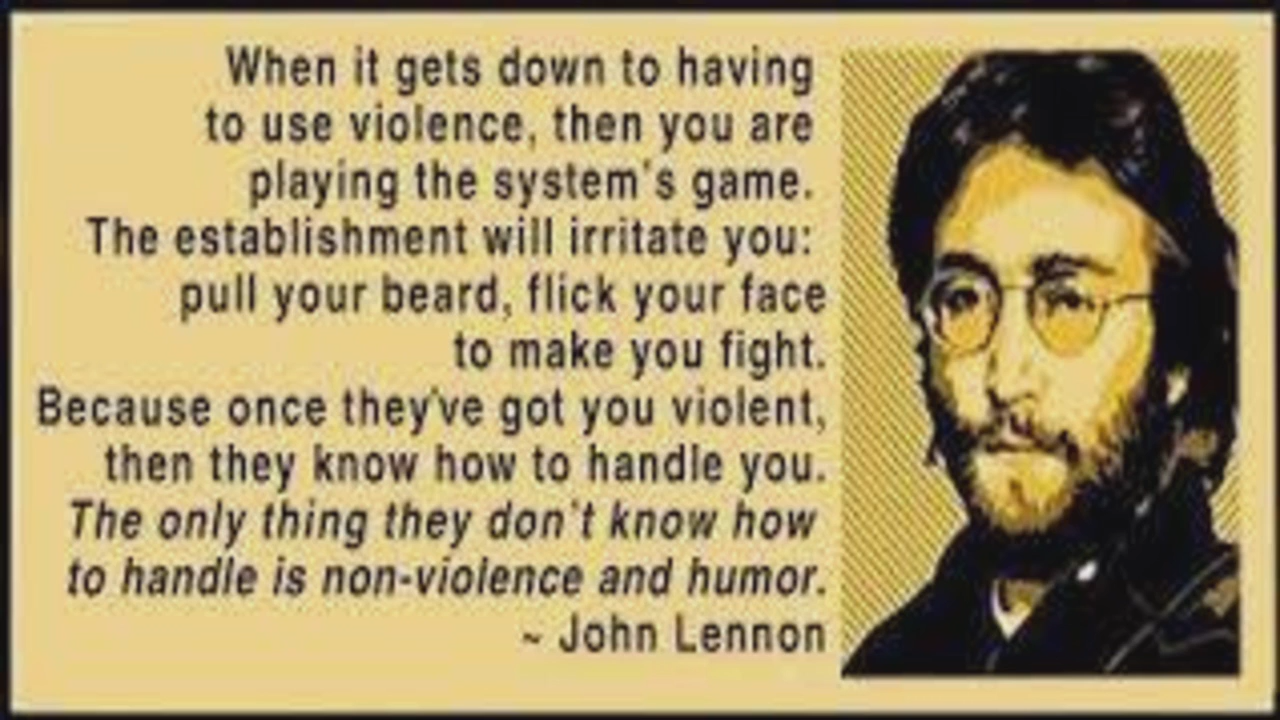 When it gets down to having
to use violence, then you are
playing the system's game.
The establishment will irritate you:
pull your beard, flick your face
to make you fight.
Because once they've got you violent,
then they know how to handle you.
The only thing they don't know how
to handle is non-violence and humor.
~ John Lennon